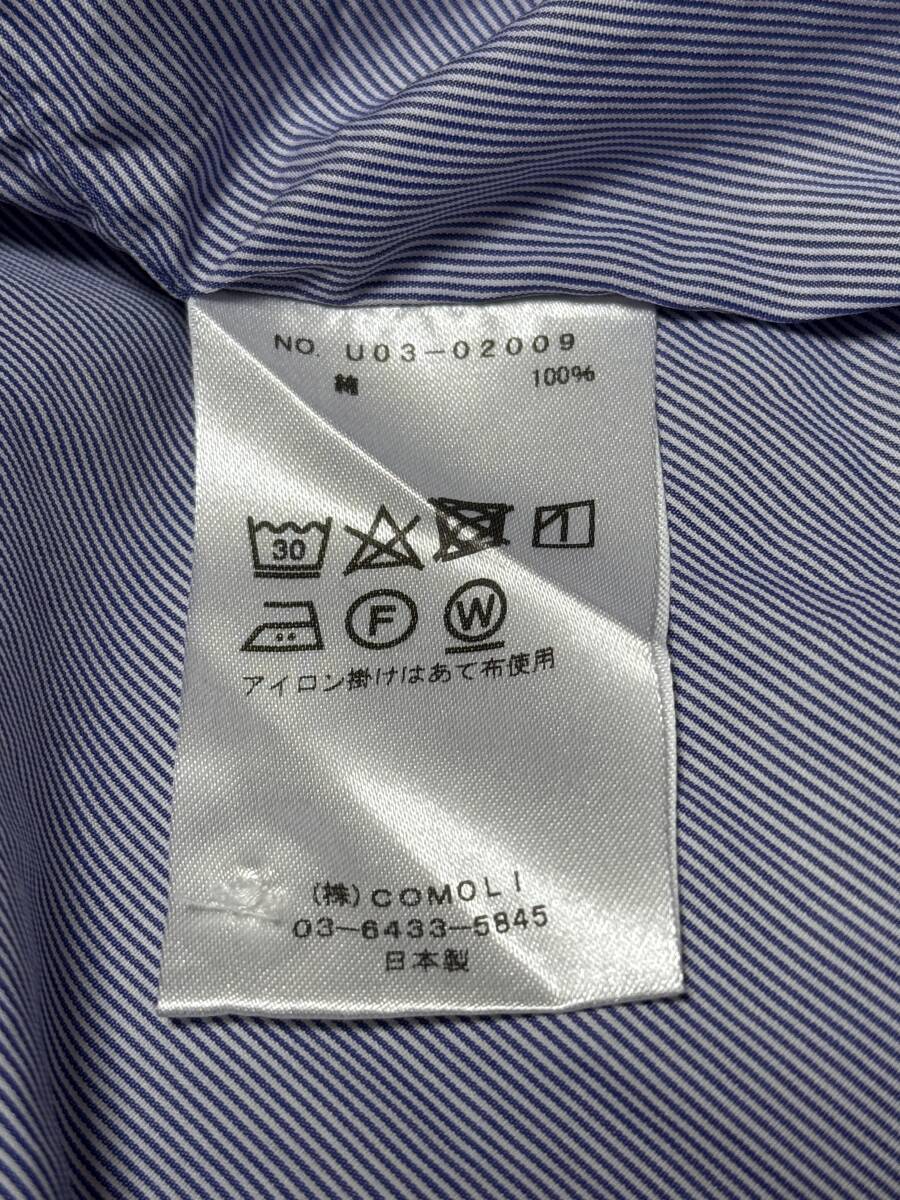 NO. U03-02009
綿 100%
30
F W
アイロン掛けはあて布使用
(株)COMOLI
03-6433-5845
日本製